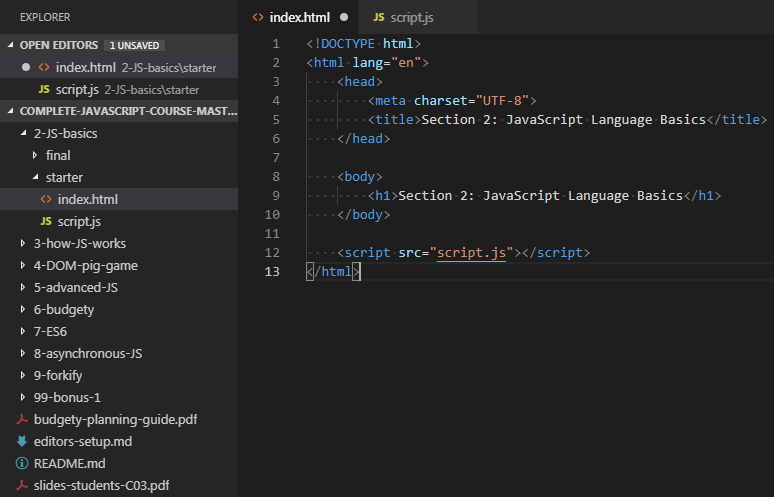 EXPLORER
OPEN EDITORS 1 UNSAVED
index.html 2-JS-basics\starter
JS script.js 2-JS-basics\starter
COMPLETE-JAVASCRIPT-COURSE-MAST...
2-JS-basics
final
starter
index.html
JS script.js
3-how-JS-works
4-DOM-pig-game
5-advanced-JS
6-budgety
7-ES6
8-asynchronous-JS
9-forkify
99-bonus-1
budgety-planning-guide.pdf
editors-setup.md
README.md
slides-students-C03.pdf
index.html
JS script.js
1 <!DOCTYPE html>
2 <html lang="en">
3 <head>
4 <meta charset="UTF-8">
5 <title>Section 2: JavaScript Language Basics</title>
6 </head>
7
8 <body>
9 <h1>Section 2: JavaScript Language Basics</h1>
10 </body>
11
12 <script src="script.js"></script>
13 </html>